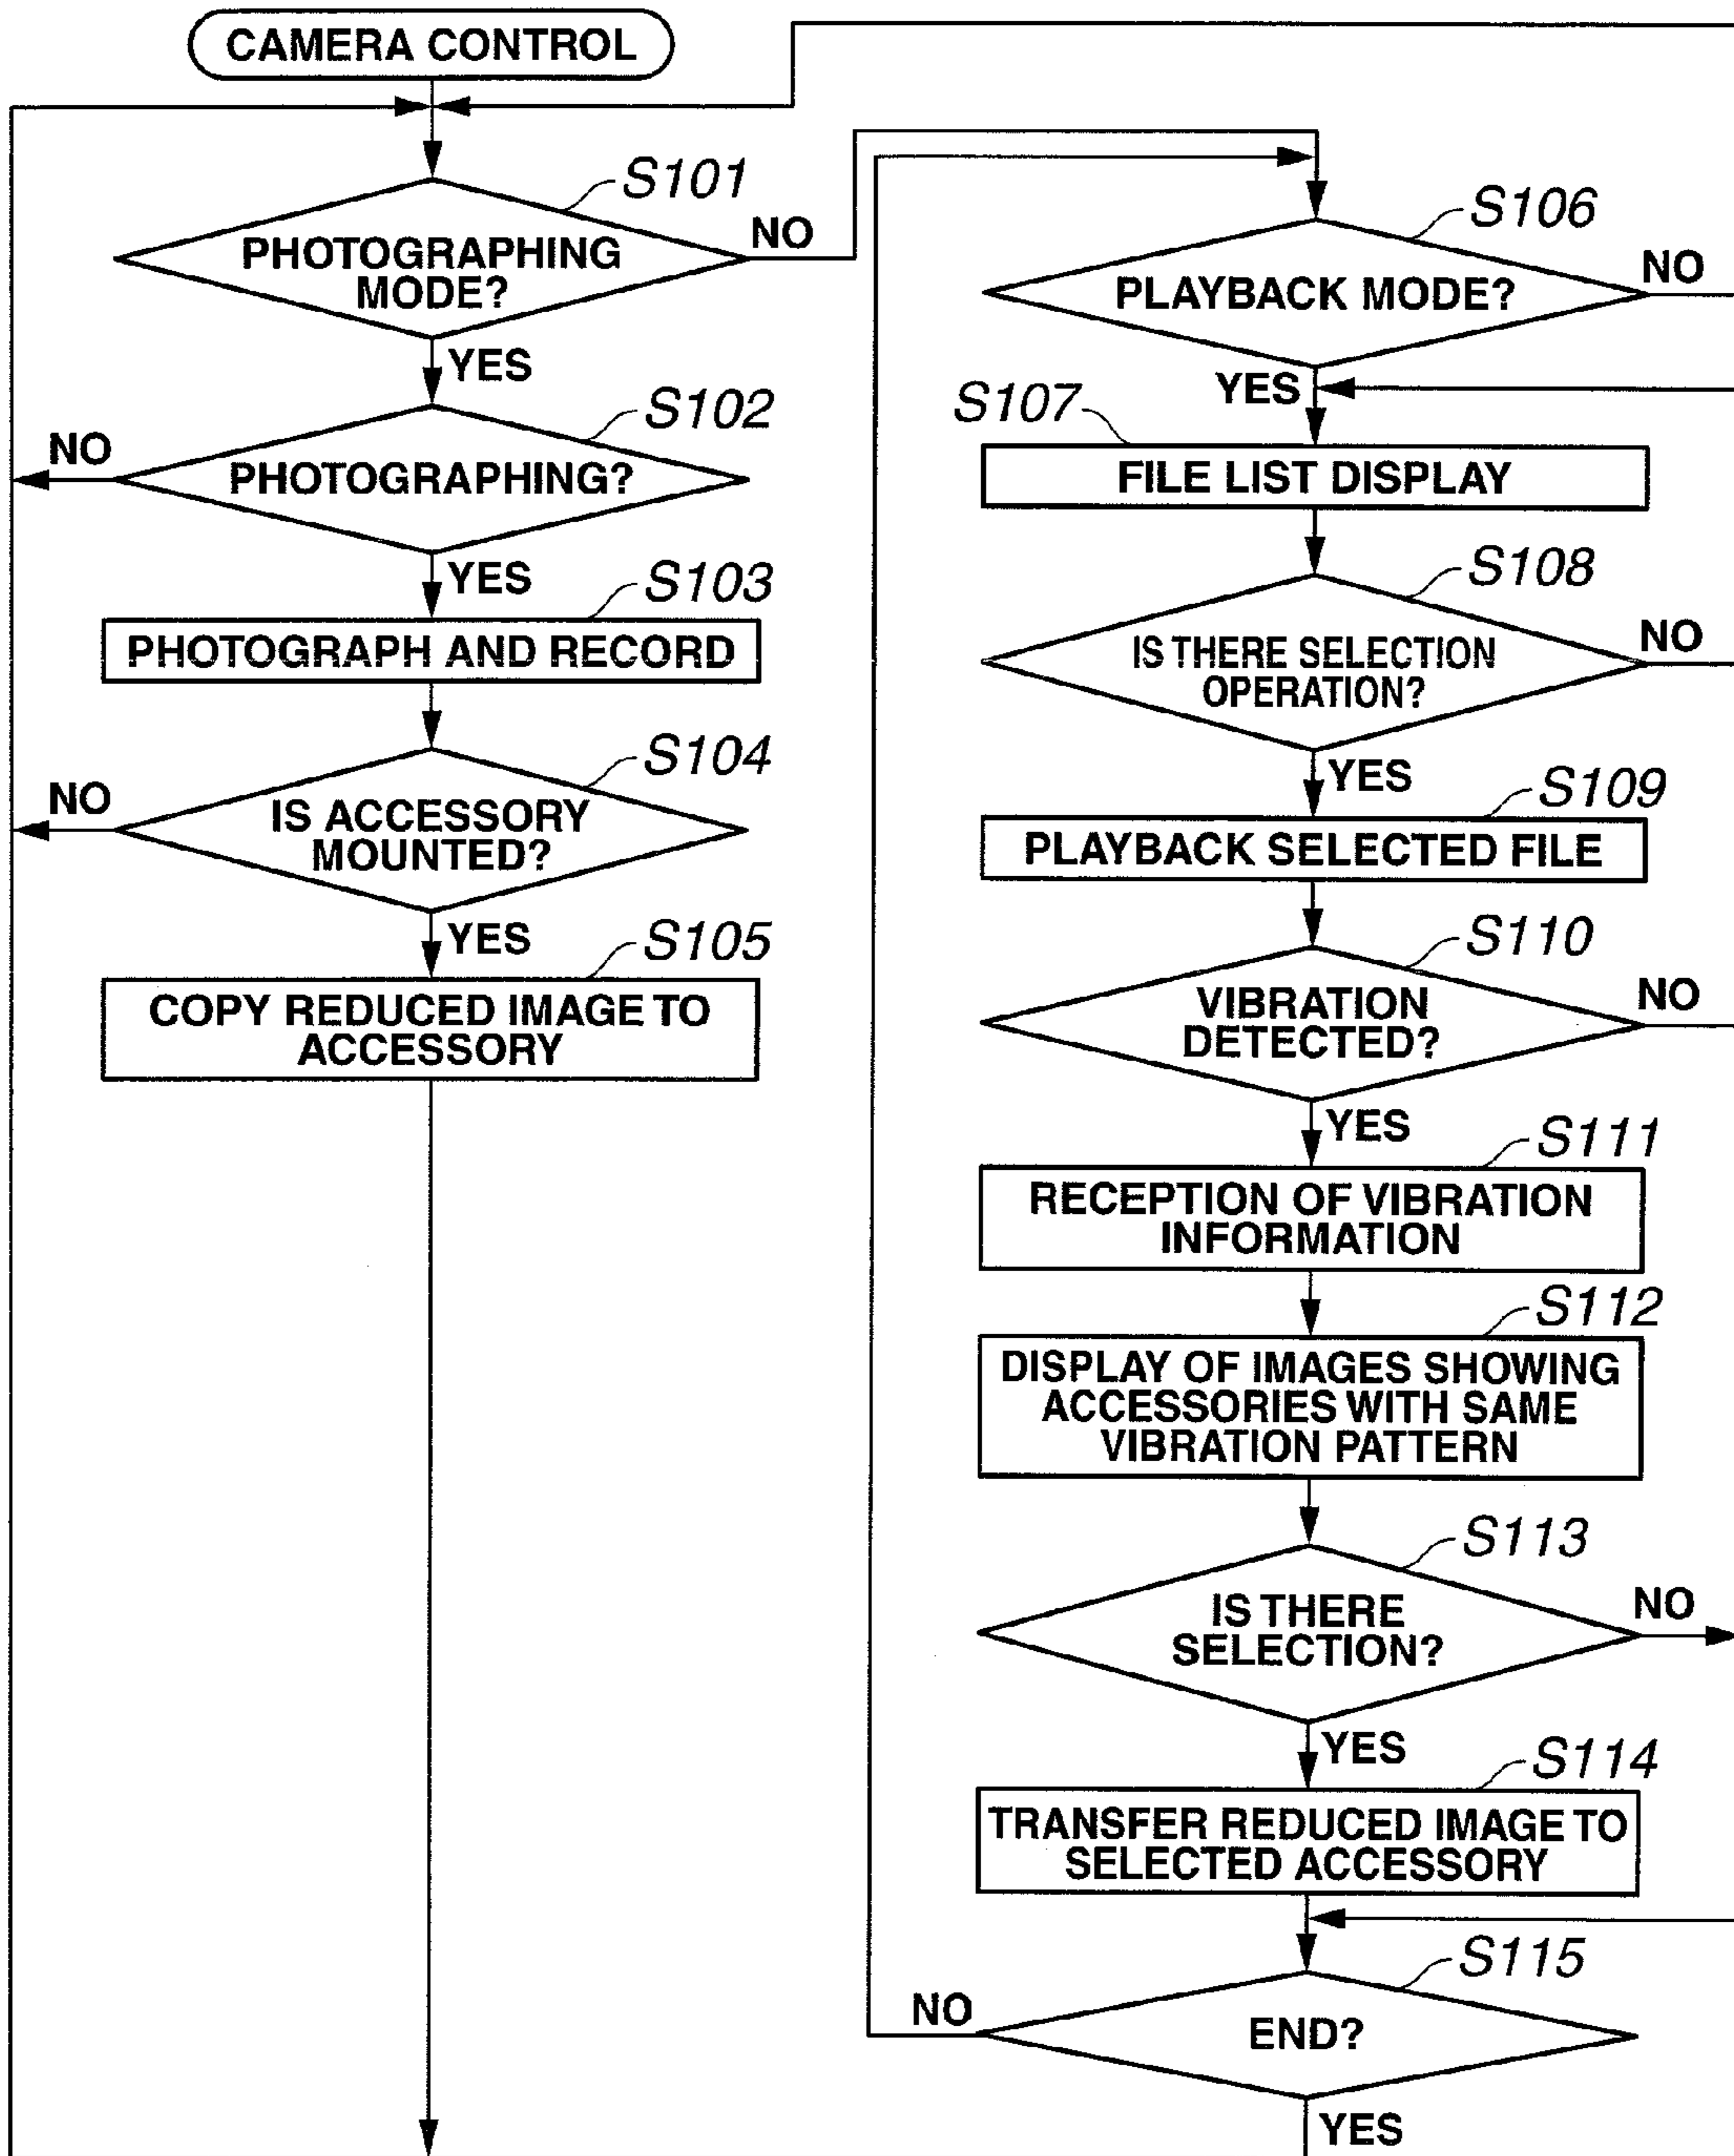 CAMERA CONTROL
S101
PHOTOGRAPHING
MODE?
NO
YES
S102
PHOTOGRAPHING?
NO
YES
S103
PHOTOGRAPH AND RECORD
S104
IS ACCESSORY
MOUNTED?
NO
YES
S105
COPY REDUCED IMAGE TO
ACCESSORY
S106
PLAYBACK MODE?
NO
YES
S107
FILE LIST DISPLAY
S108
IS THERE SELECTION
OPERATION?
NO
YES
S109
PLAYBACK SELECTED FILE
S110
VIBRATION
DETECTED?
NO
YES
S111
RECEPTION OF VIBRATION
INFORMATION
S112
DISPLAY OF IMAGES SHOWING
ACCESSORIES WITH SAME
VIBRATION PATTERN
S113
IS THERE
SELECTION?
NO
YES
S114
TRANSFER REDUCED IMAGE TO
SELECTED ACCESSORY
S115
END?
NO
YES